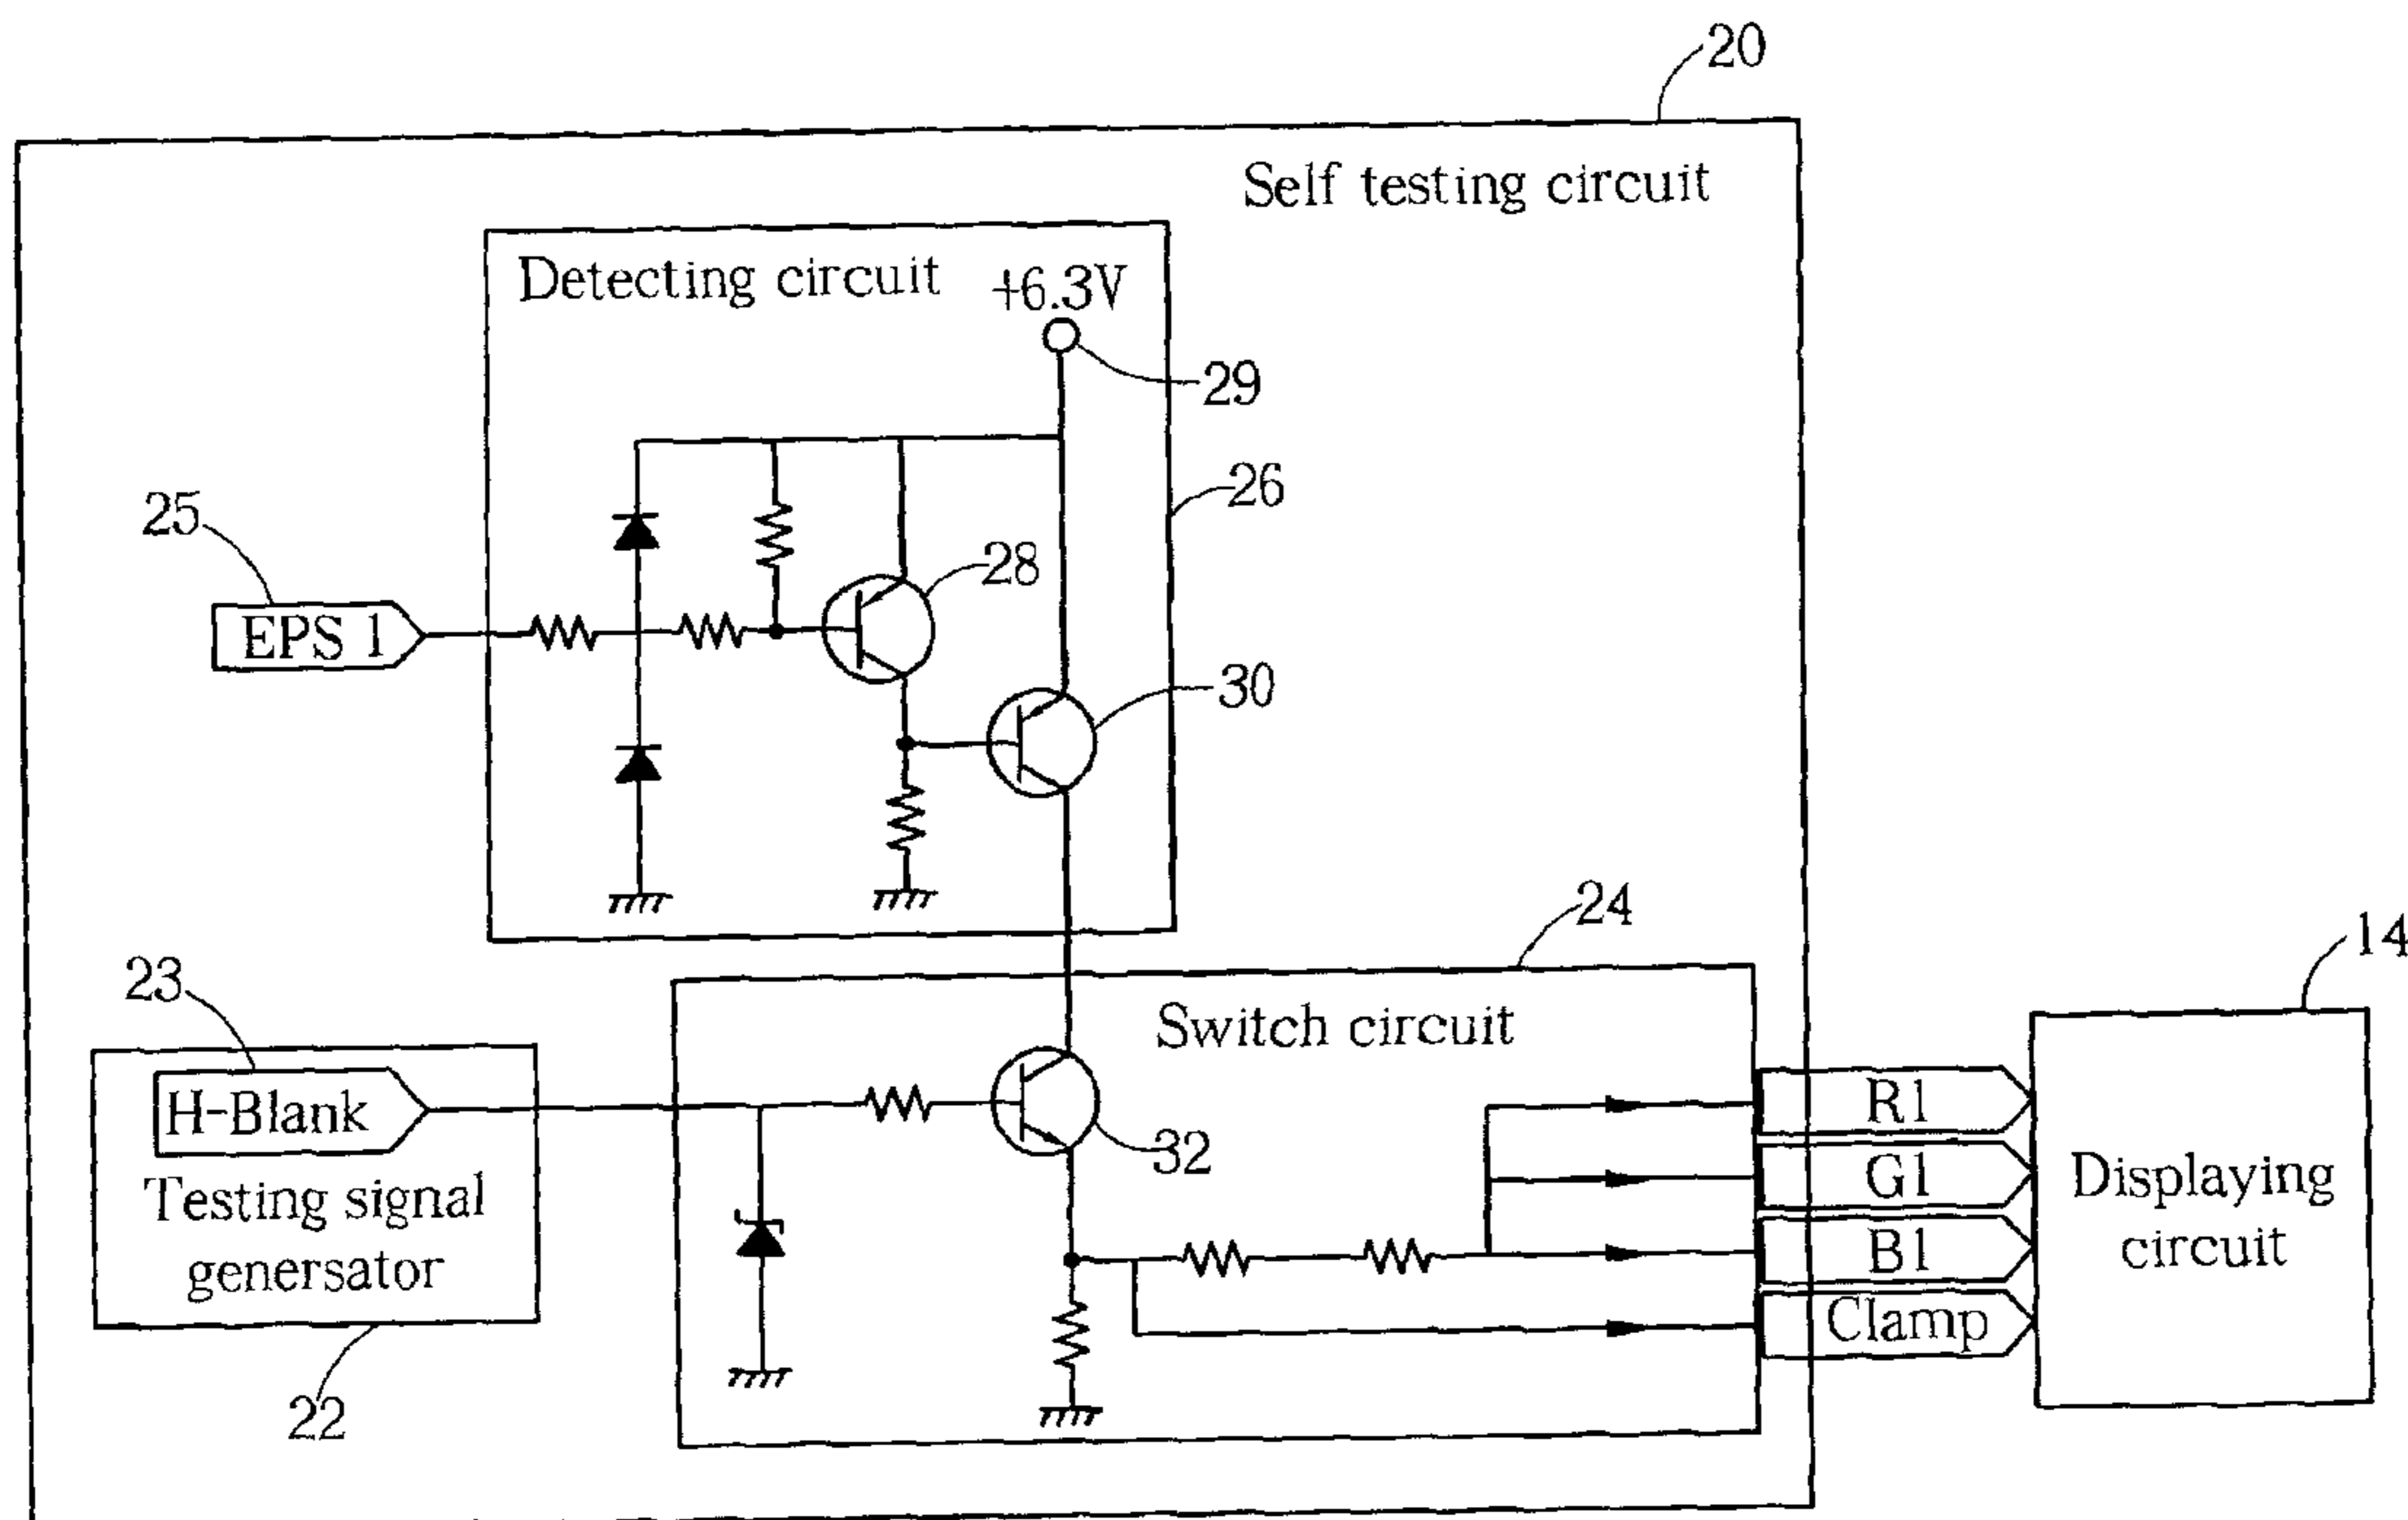 20
Self testing circuit
Detecting circuit
+6.3V
29
26
25
EPS 1
28
30
24
14
23
Switch circuit
H-Blank
Testing signal
genersator
32
22
R1
G1
B1
Clamp
Displaying
circuit